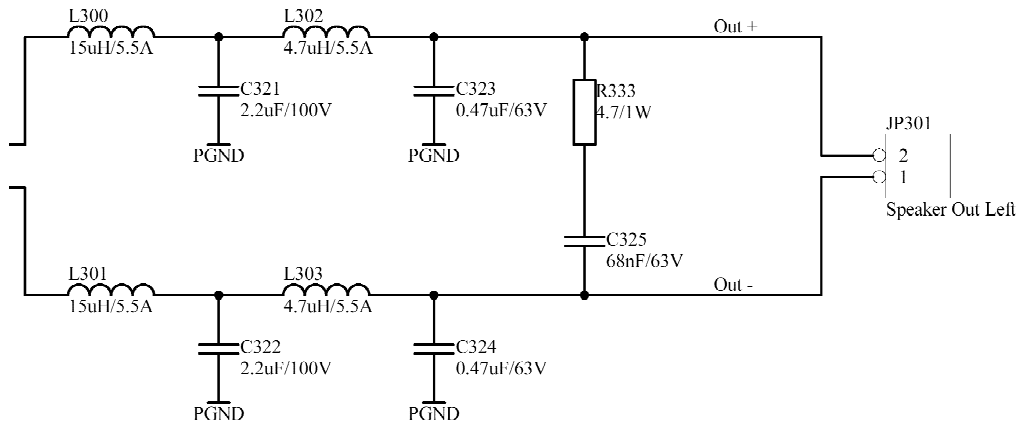 L300
15uH/5.5A
L302
4.7uH/5.5A
Out +
C321
2.2uF/100V
C323
0.47uF/63V
R333
4.7/1W
PGND
PGND
JP301
2
1
Speaker Out Left
C325
68nF/63V
L301
15uH/5.5A
L303
4.7uH/5.5A
Out -
C322
2.2uF/100V
C324
0.47uF/63V
PGND
PGND